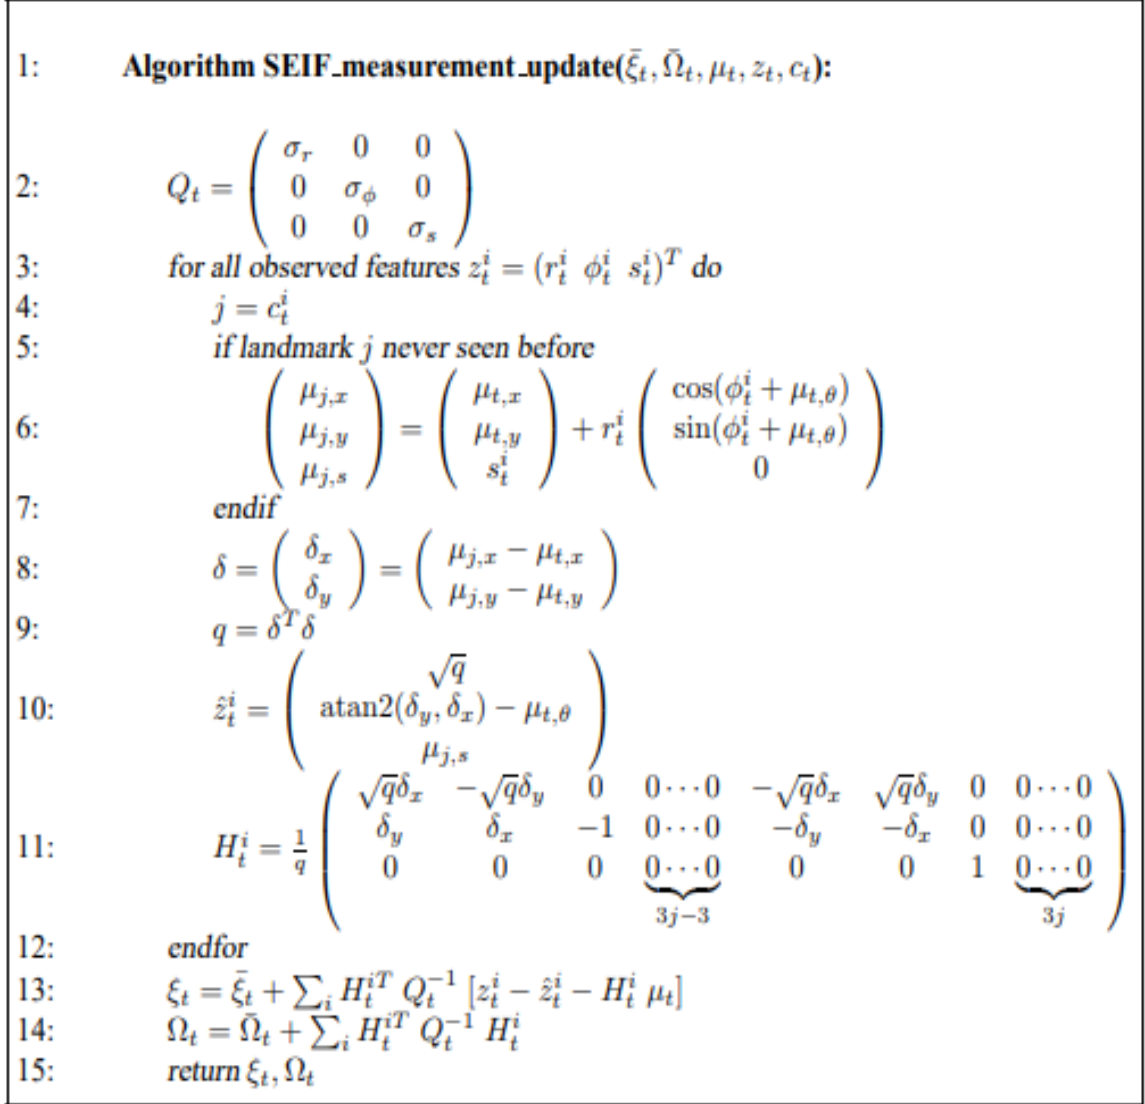 1: Algorithm SEIF_measurement_update(ξ̄_t, Ω̄_t, μ_t, z_t, c_t):
2: Q_t = ( σ_r 0 0
0 σ_ϕ 0
0 0 σ_s )
3: for all observed features z_t^i = (r_t^i ϕ_t^i s_t^i)^T do
4: j = c_t^i
5: if landmark j never seen before
6: ( μ_{j,x} μ_{j,y} μ_{j,s} ) = ( μ_{t,x} μ_{t,y} s_t^i ) + r_t^i ( cos(ϕ_t^i + μ_{t,θ}) sin(ϕ_t^i + μ_{t,θ}) 0 )
7: endif
8: δ = ( δ_x δ_y ) = ( μ_{j,x} − μ_{t,x} μ_{j,y} − μ_{t,y} )
9: q = δ^T δ
10: ẑ_t^i = ( √q atan2(δ_y, δ_x) − μ_{t,θ} μ_{j,s} )
11: H_t^i = 1/q ( √qδ_x −√qδ_y 0 0···0 −√qδ_x √qδ_y 0 0···0
δ_y δ_x −1 0···0 −δ_y −δ_x 0 0···0
0 0 0 0···0 0 0 1 0···0 )
3j−3 3j
12: endfor
13: ξ_t = ξ̄_t + ∑_i H_t^{iT} Q_t^{−1} [z_t^i − ẑ_t^i − H_t^i μ_t]
14: Ω_t = Ω̄_t + ∑_i H_t^{iT} Q_t^{−1} H_t^i
15: return ξ_t, Ω_t